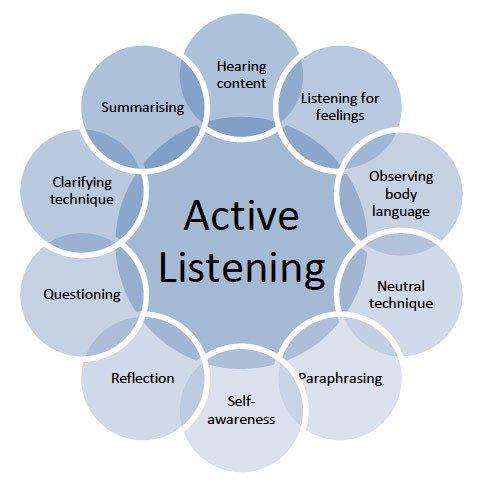 Hearing
content
Listening for
feelings
Observing
body
language
Neutral
technique
Paraphrasing
Self-
awareness
Reflection
Questioning
Clarifying
technique
Summarising
Active
Listening